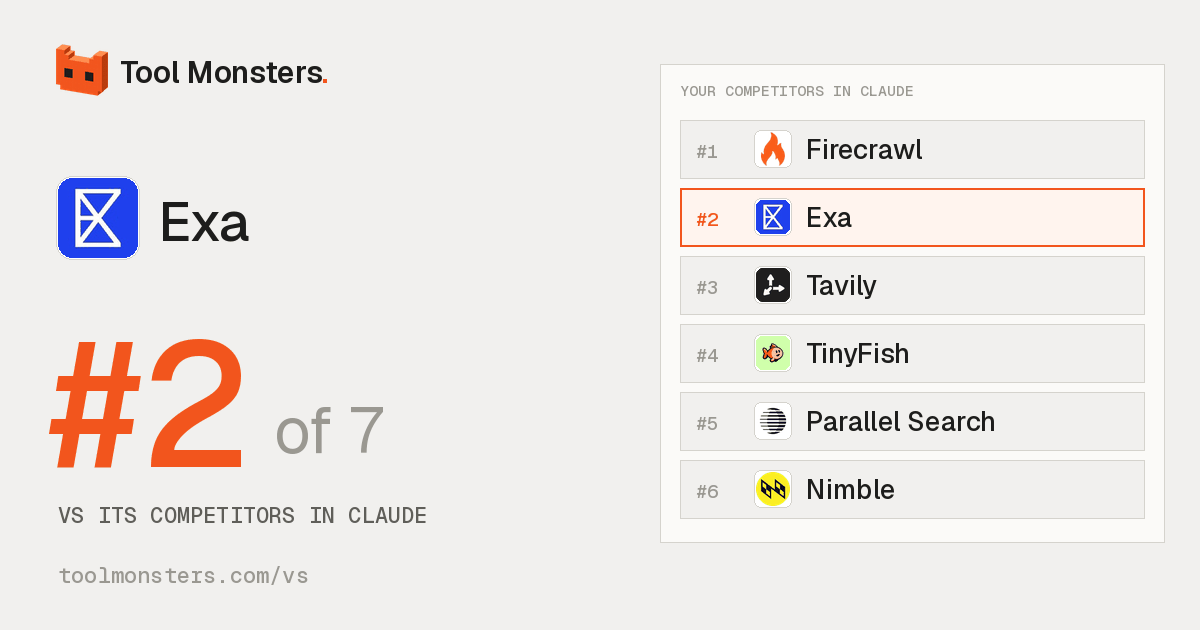 Tool Monsters.
Exa
#2 of 7
VS ITS COMPETITORS IN CLAUDE
toolmonsters.com/vs
YOUR COMPETITORS IN CLAUDE
#1 Firecrawl
#2 Exa
#3 Tavily
#4 TinyFish
#5 Parallel Search
#6 Nimble